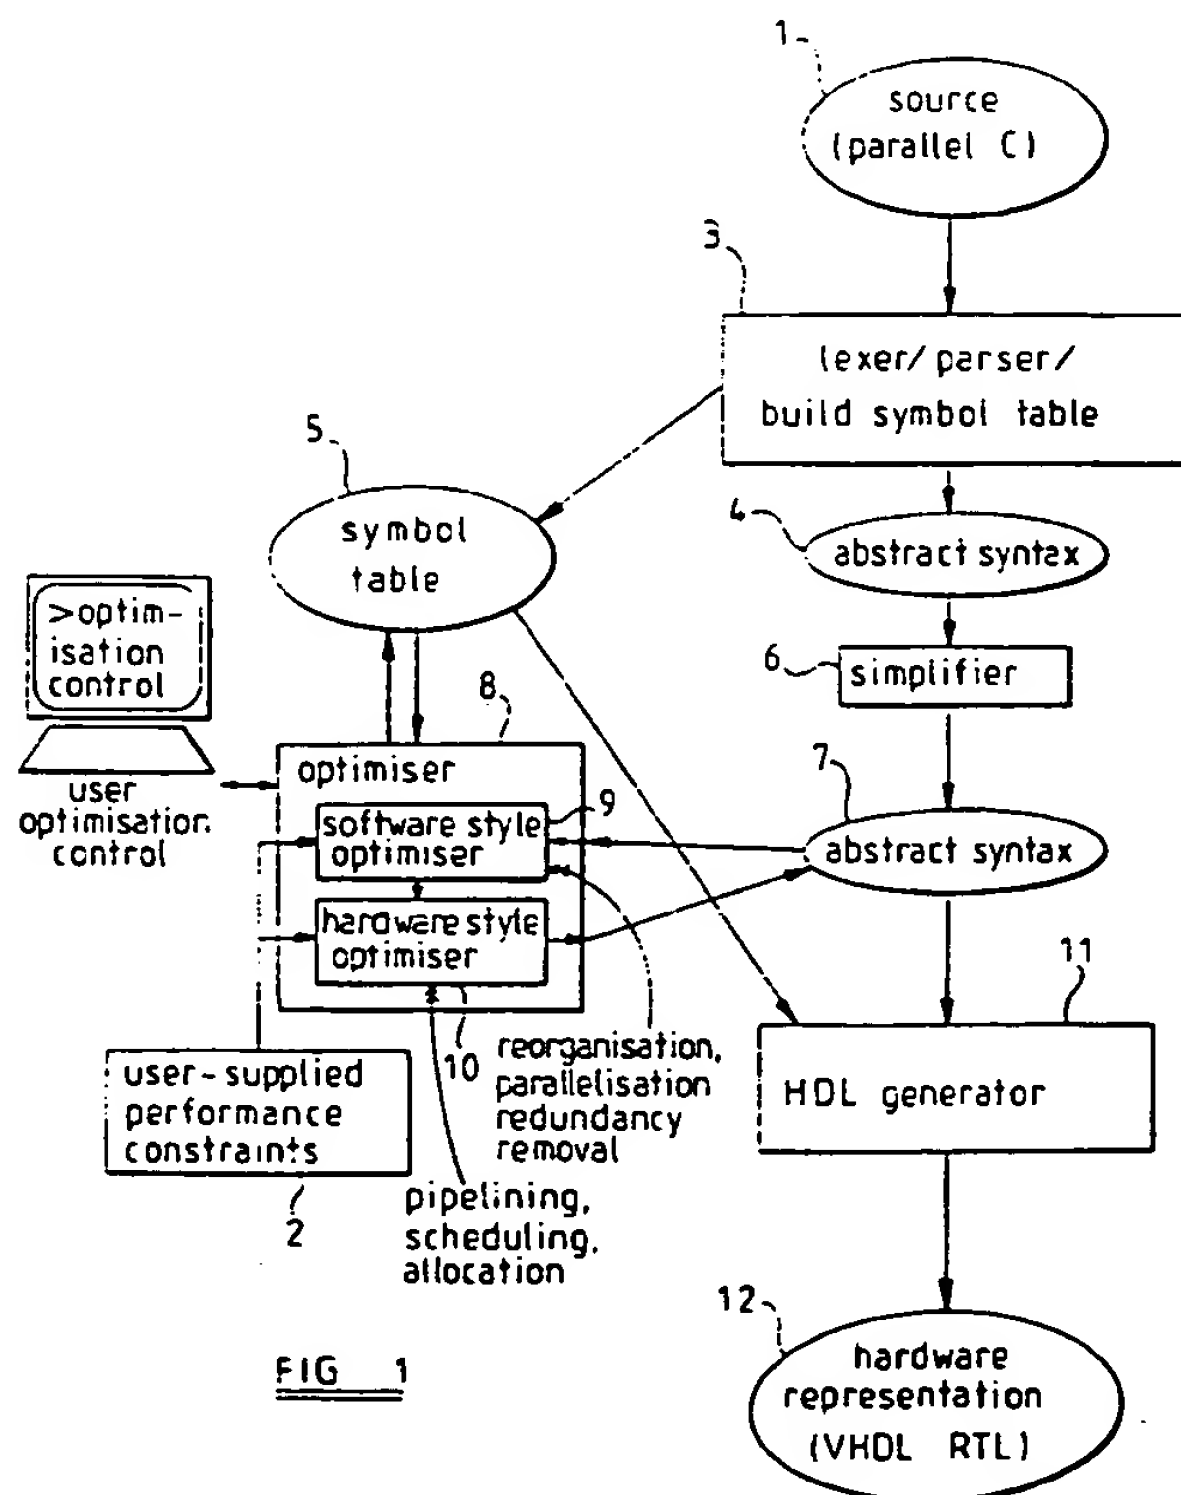 1
source
(parallel C)
3
lexer/parser/
build symbol table
5
symbol
table
4
abstract syntax
>optim-
isation
control
6
simplifier
user
optimisation
control
8
optimiser
9
software style
optimiser
7
abstract syntax
hardware style
optimiser
10
11
HDL generator
reorganisation,
parallelisation
redundancy
removal
user-supplied
performance
constraints
2
pipelining,
scheduling,
allocation
12
hardware
representation
(VHDL RTL)
FIG 1